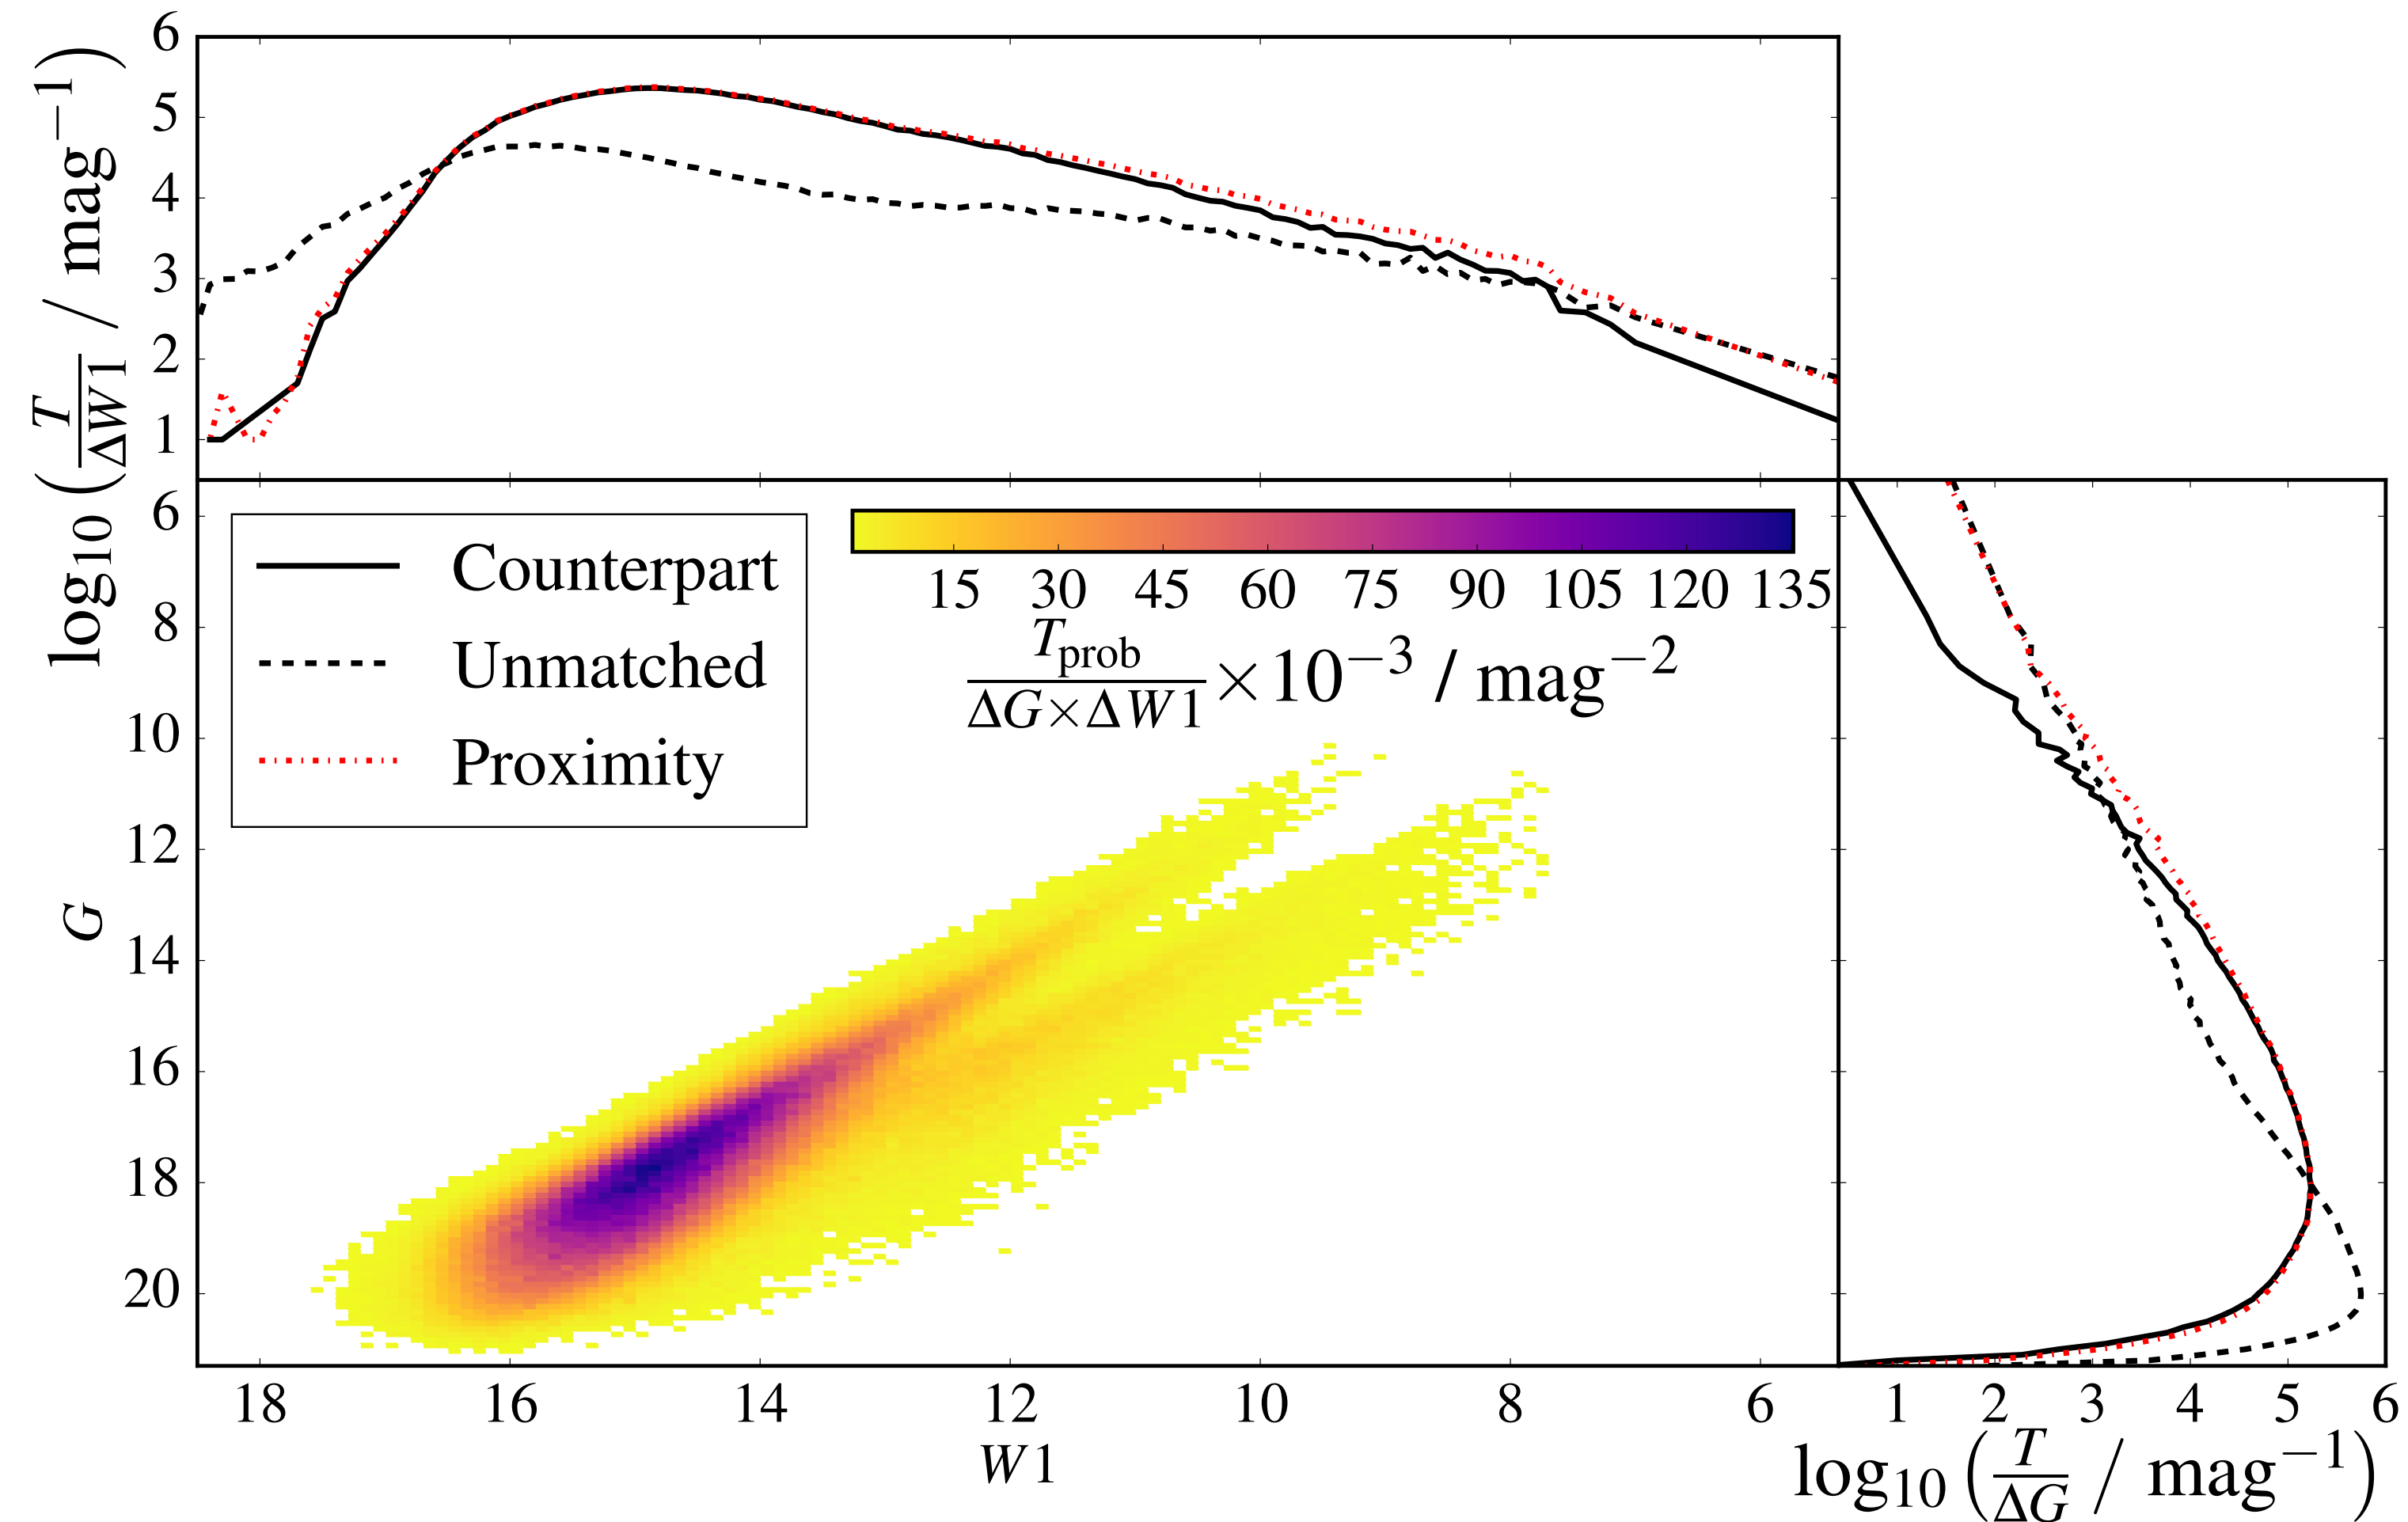 log10 (T/ΔW1 / mag−1)
6
5
4
3
2
1
Counterpart
Unmatched
Proximity
15 30 45 60 75 90 105 120 135
Tprob/ΔG×ΔW1 ×10−3 / mag−2
G
6
8
10
12
14
16
18
20
18 16 14 12 10 8 6
W1
1 2 3 4 5 6
log10 (T/ΔG / mag−1)